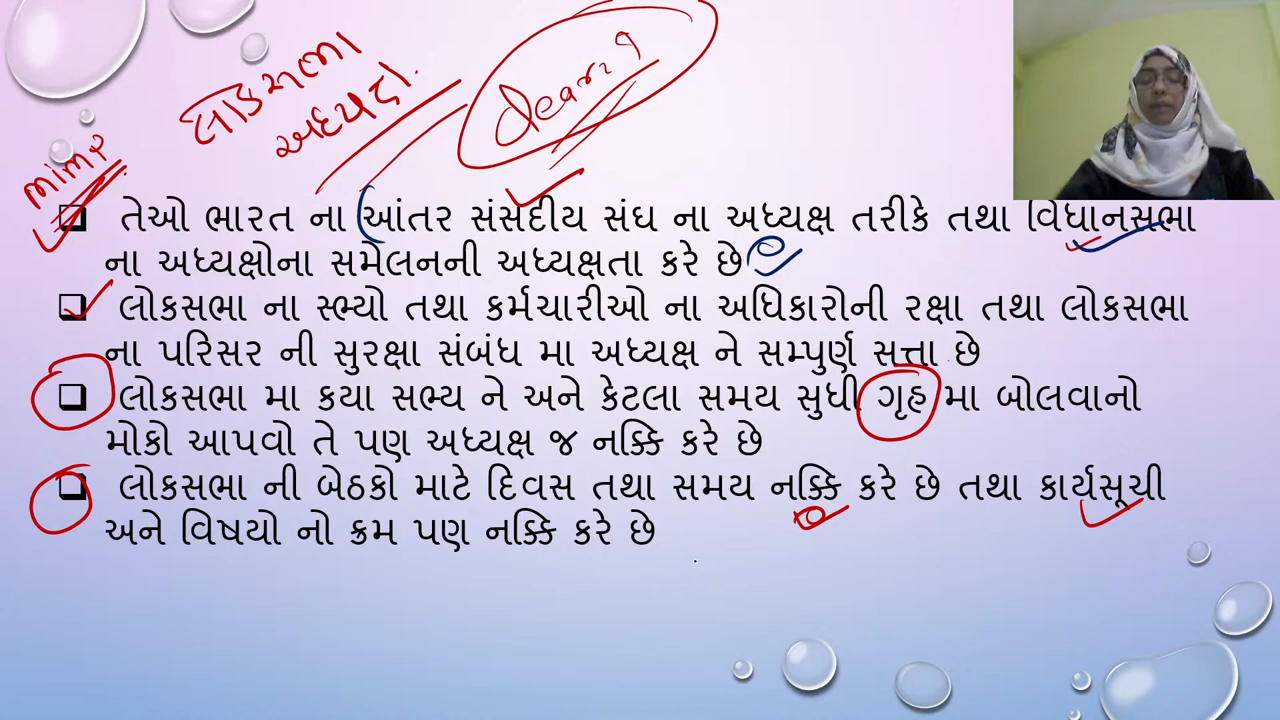 લોકસભા
અધ્યક્ષ.
clear?
mimp
તેઓ ભારત ના આંતર સંસદીય સંઘ ના અધ્યક્ષ તરીકે તથા વિધાનસભા
ના અધ્યક્ષોના સમેલનની અધ્યક્ષતા કરે છે
લોકસભા ના સ્ભ્યો તથા કર્મચારીઓ ના અધિકારોની રક્ષા તથા લોકસભા
ના પરિસર ની સુરક્ષા સંબંધ મા અધ્યક્ષ ને સમ્પુર્ણ સત્તા છે
લોકસભા મા કયા સભ્ય ને અને કેટલા સમય સુધી ગૃહ મા બોલવાનો
મોકો આપવો તે પણ અધ્યક્ષ જ નક્કિ કરે છે
લોકસભા ની બેઠકો માટે દિવસ તથા સમય નક્કિ કરે છે તથા કાર્યસૂચી
અને વિષયો નો ક્રમ પણ નક્કિ કરે છે